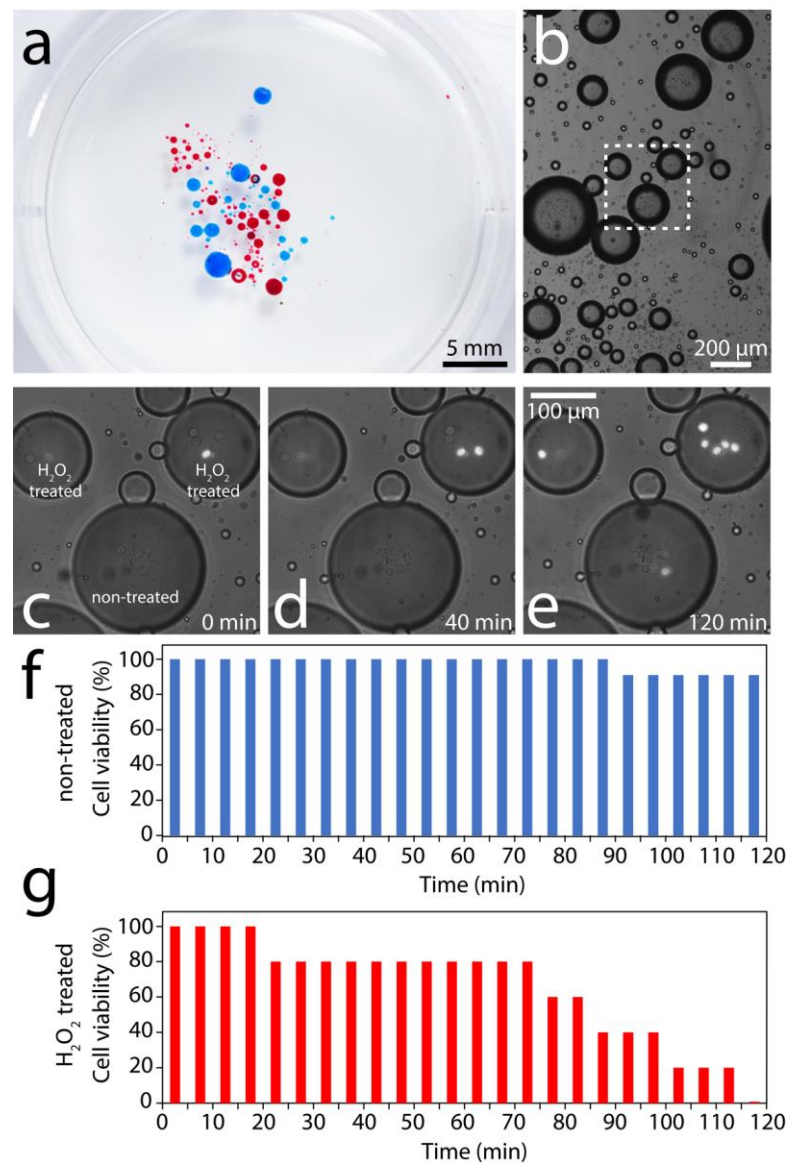 a
5 mm
b
200 µm
H₂O₂
treated
H₂O₂
treated
non-treated
c
0 min
d
40 min
100 µm
e
120 min
f
non-treated
Cell viability (%)
100
80
60
40
20
0
0 10 20 30 40 50 60 70 80 90 100 110 120
Time (min)
g
H₂O₂ treated
Cell viability (%)
100
80
60
40
20
0
0 10 20 30 40 50 60 70 80 90 100 110 120
Time (min)